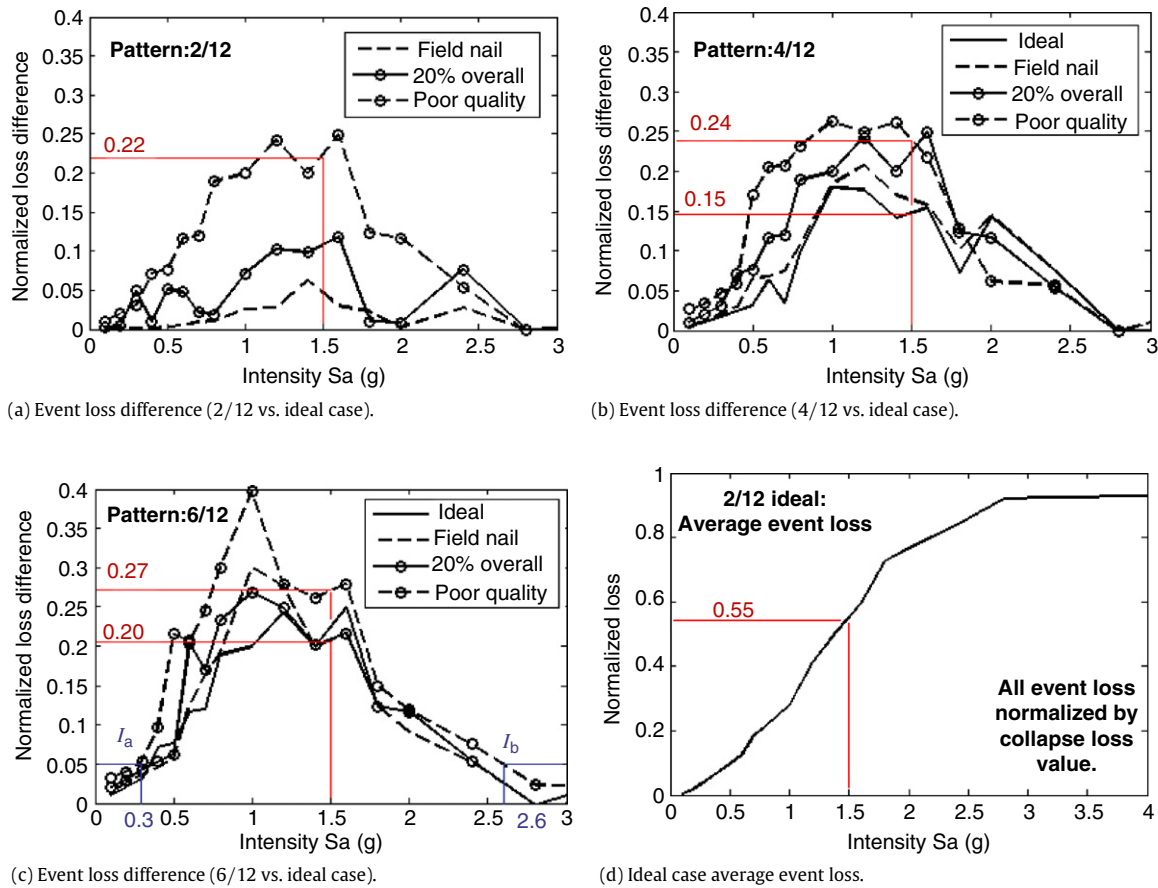 0.4
0.35
0.3
0.25
0.2
0.15
0.1
0.05
0
Normalized loss difference
Pattern:2/12
Field nail
20% overall
Poor quality
0.22
0 0.5 1 1.5 2 2.5 3
Intensity Sa (g)
(a) Event loss difference (2/12 vs. ideal case).
0.4
0.35
0.3
0.25
0.2
0.15
0.1
0.05
0
Normalized loss difference
Pattern:4/12
Ideal
Field nail
20% overall
Poor quality
0.24
0.15
0 0.5 1 1.5 2 2.5 3
Intensity Sa (g)
(b) Event loss difference (4/12 vs. ideal case).
0.4
0.35
0.3
0.25
0.2
0.15
0.1
0.05
0
Normalized loss difference
Pattern:6/12
Ideal
Field nail
20% overall
Poor quality
0.27
0.20
Ia
Ib
0 0.5 1 1.5 2 2.5 3
0.3 2.6
Intensity Sa (g)
(c) Event loss difference (6/12 vs. ideal case).
1
0.8
0.6
0.4
0.2
0
Normalized loss
2/12 ideal:
Average event loss
0.55
All event loss
normalized by
collapse loss
value.
0 0.5 1 1.5 2 2.5 3 3.5 4
Intensity Sa (g)
(d) Ideal case average event loss.